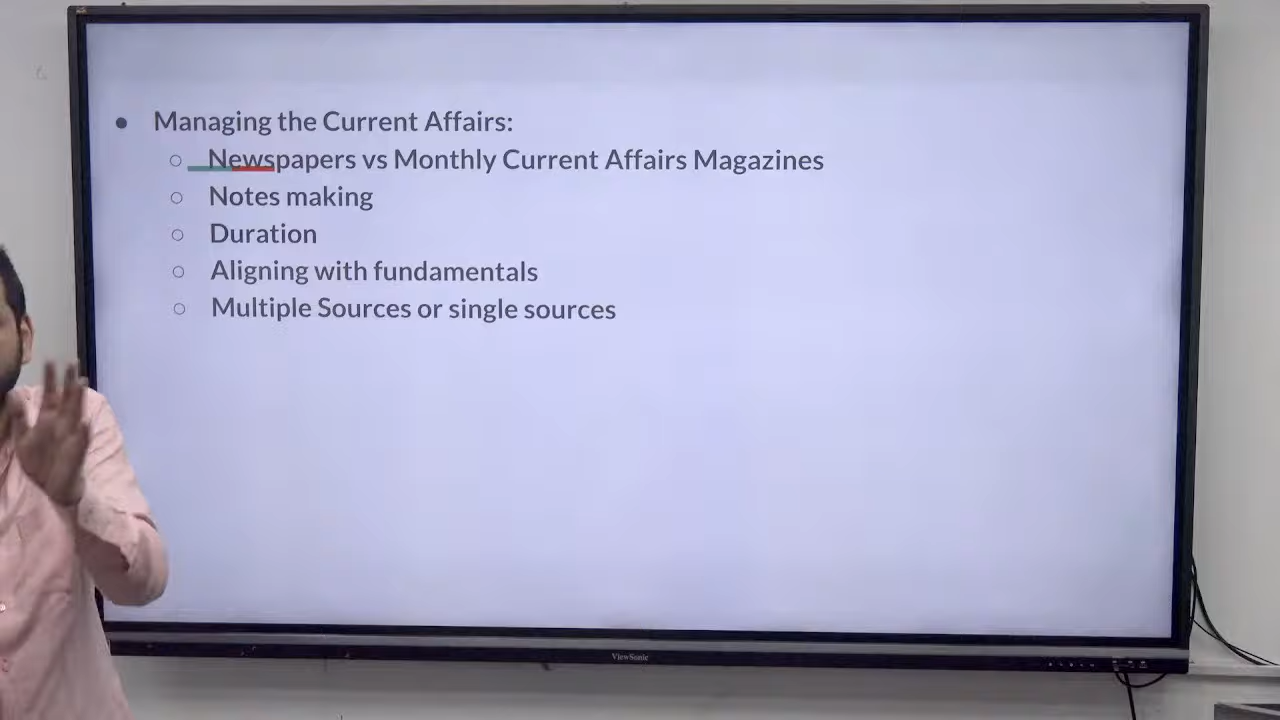 ● Managing the Current Affairs:
○ Newspapers vs Monthly Current Affairs Magazines
○ Notes making
○ Duration
○ Aligning with fundamentals
○ Multiple Sources or single sources
ViewSonic